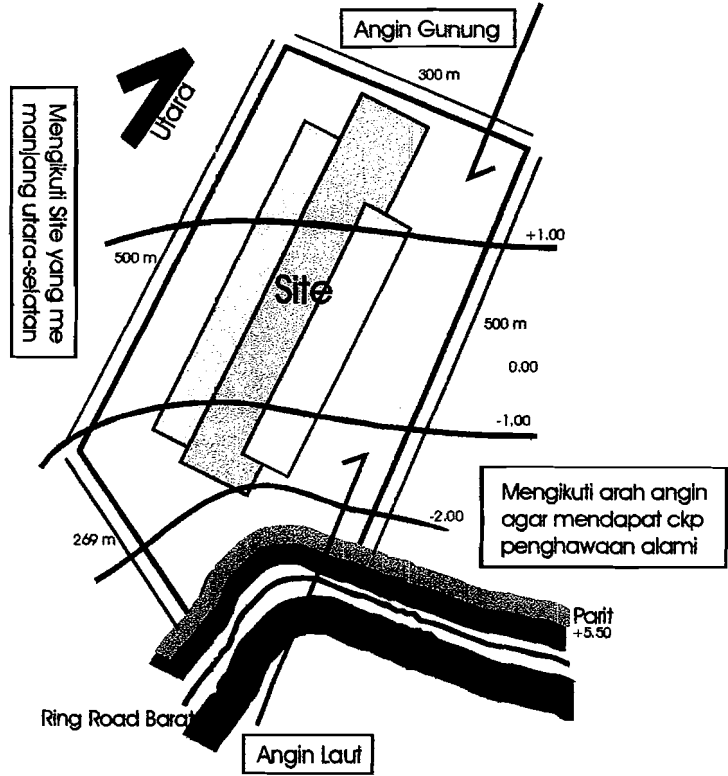 Angin Gunung
300 m
Utara
Mengikuti Site yang me
manjang utara-selatan
+1.00
500 m
Site
500 m
0.00
-1,00
Mengikuti arah angin
agar mendapat ckp
penghawaan alami
-2.00
269 m
Parit
+5.50
Ring Road Barat
Angin Laut